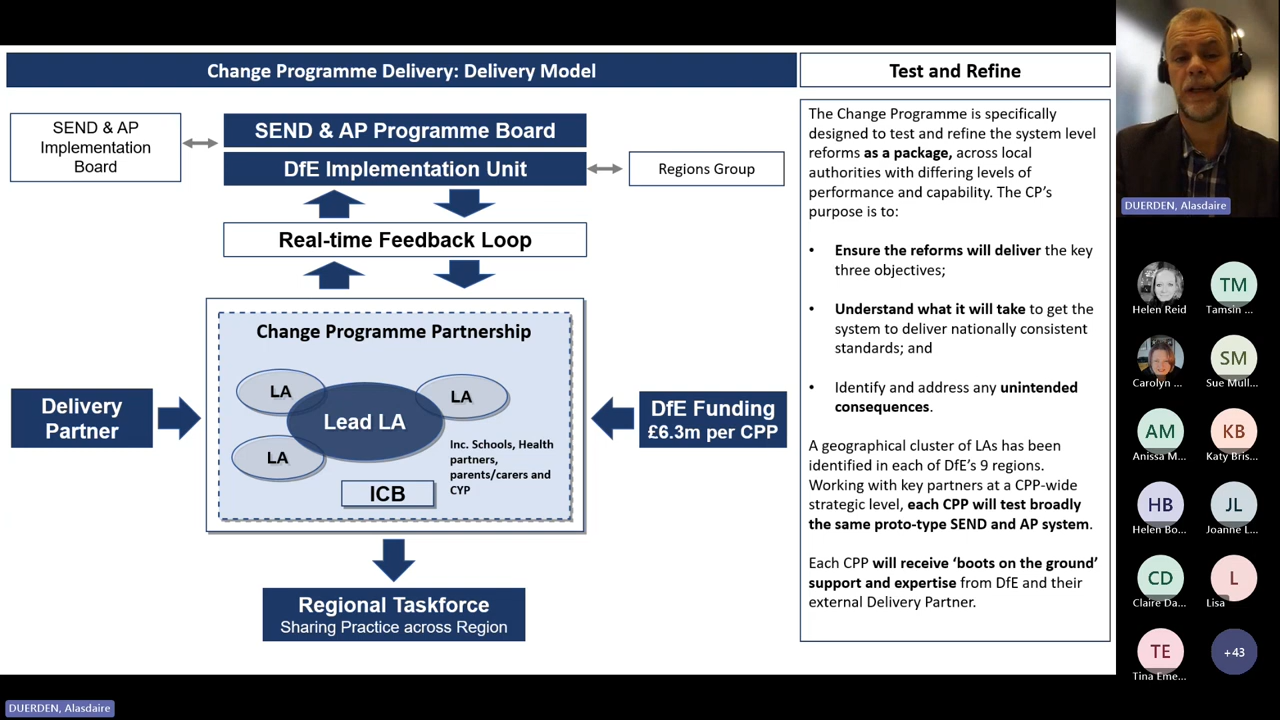 Change Programme Delivery: Delivery Model
Test and Refine
SEND & AP
Implementation
Board
SEND & AP Programme Board
DfE Implementation Unit
Regions Group
Real-time Feedback Loop
Change Programme Partnership
LA
LA
Lead LA
LA
Inc. Schools, Health
partners,
parents/carers and
CYP
ICB
Delivery
Partner
DfE Funding
£6.3m per CPP
Regional Taskforce
Sharing Practice across Region
The Change Programme is specifically
designed to test and refine the system level
reforms as a package, across local
authorities with differing levels of
performance and capability. The CP's
purpose is to:
• Ensure the reforms will deliver the key
three objectives;
• Understand what it will take to get the
system to deliver nationally consistent
standards; and
• Identify and address any unintended
consequences.
A geographical cluster of LAs has been
identified in each of DfE's 9 regions.
Working with key partners at a CPP-wide
strategic level, each CPP will test broadly
the same proto-type SEND and AP system.
Each CPP will receive ‘boots on the ground’
support and expertise from DfE and their
external Delivery Partner.
DUERDEN, Alasdaire
Helen Reid
TM
Tamsin ...
Carolyn ...
SM
Sue Mull...
AM
Anissa M...
KB
Katy Bris...
HB
Helen Bo...
JL
Joanne L...
CD
Claire Da...
L
Lisa
TE
Tina Eme...
+43
DUERDEN, Alasdaire